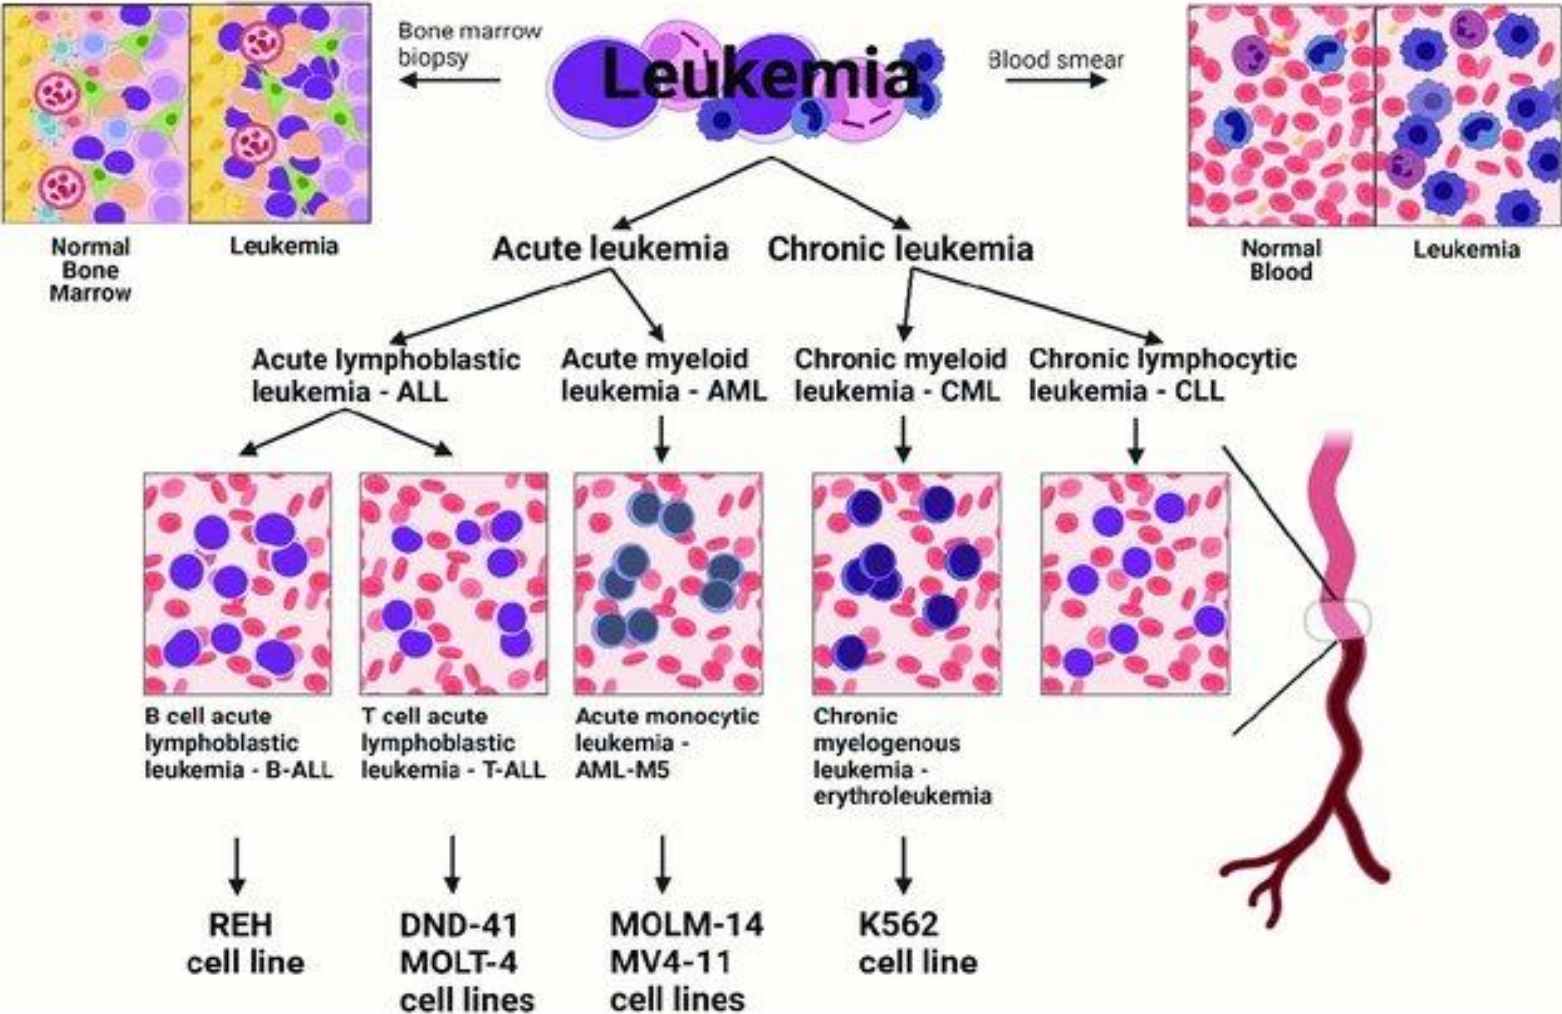 Bone marrow
biopsy
Leukemia
Blood smear
Normal
Bone
Marrow
Leukemia
Normal
Blood
Leukemia
Acute leukemia
Chronic leukemia
Acute lymphoblastic
leukemia - ALL
Acute myeloid
leukemia - AML
Chronic myeloid
leukemia - CML
Chronic lymphocytic
leukemia - CLL
B cell acute
lymphoblastic
leukemia - B-ALL
T cell acute
lymphoblastic
leukemia - T-ALL
Acute monocytic
leukemia -
AML-M5
Chronic
myelogenous
leukemia -
erythroleukemia
REH
cell line
DND-41
MOLT-4
cell lines
MOLM-14
MV4-11
cell lines
K562
cell line